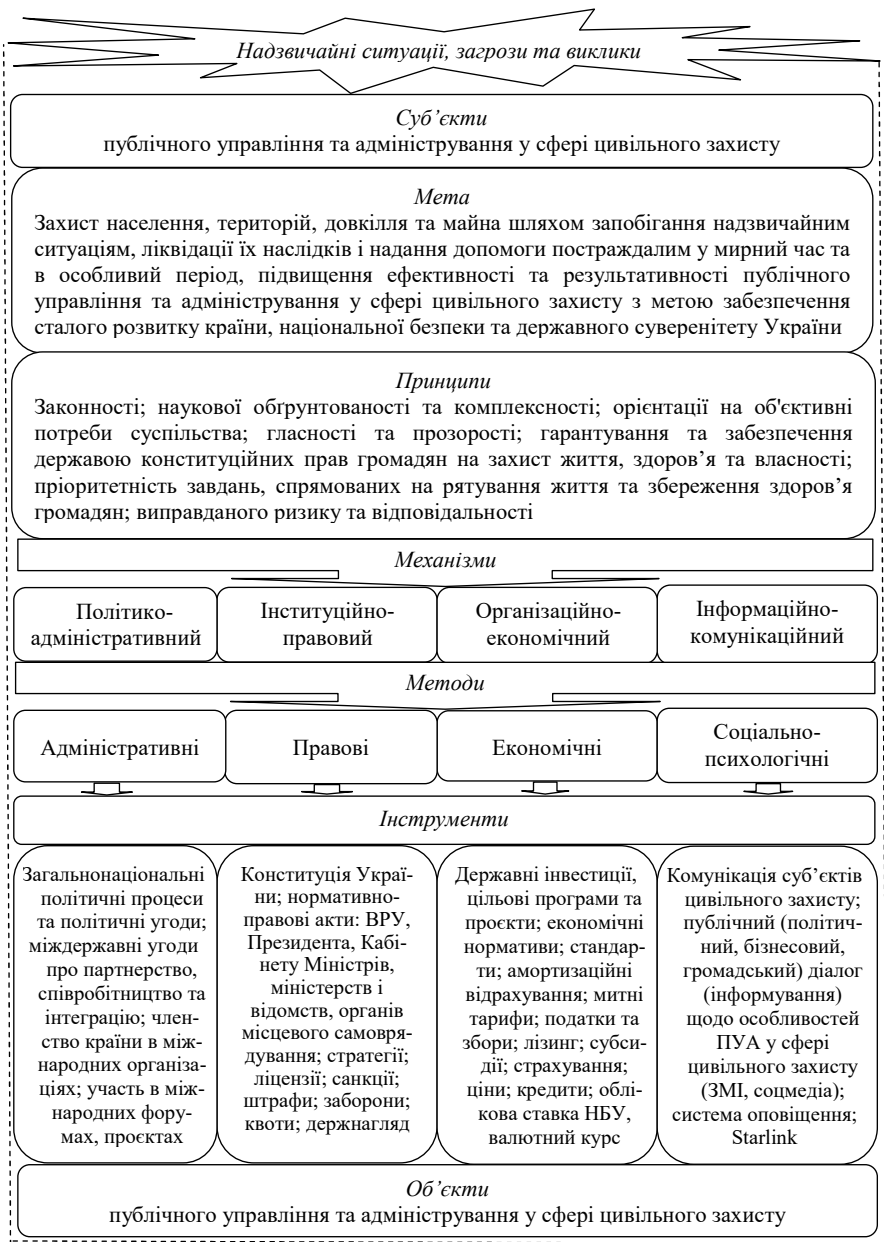 Надзвичайні ситуації, загрози та виклики
Суб’єкти
публічного управління та адміністрування у сфері цивільного захисту
Мета
Захист населення, територій, довкілля та майна шляхом запобігання надзвичайним
ситуаціям, ліквідації їх наслідків і надання допомоги постраждалим у мирний час та
в особливий період, підвищення ефективності та результативності публічного
управління та адміністрування у сфері цивільного захисту з метою забезпечення
сталого розвитку країни, національної безпеки та державного суверенітету України
Принципи
Законності; наукової обґрунтованості та комплексності; орієнтації на об'єктивні
потреби суспільства; гласності та прозорості; гарантування та забезпечення
державою конституційних прав громадян на захист життя, здоров’я та власності;
пріоритетність завдань, спрямованих на рятування життя та збереження здоров’я
громадян; виправданого ризику та відповідальності
Механізми
Політико-
адміністративний
Інституційно-
правовий
Організаційно-
економічний
Інформаційно-
комунікаційний
Методи
Адміністративні
Правові
Економічні
Соціально-
психологічні
Інструменти
Загальнонаціональні
політичні процеси
та політичні угоди;
міждержавні угоди
про партнерство,
співробітництво та
інтеграцію; член-
ство країни в між-
народних організа-
ціях; участь в між-
народних фору-
мах, проєктах
Конституція Украї-
ни; нормативно-
правові акти: ВРУ,
Президента, Кабі-
нету Міністрів,
міністерств і
відомств, органів
місцевого самовря-
дування; стратегії;
ліцензії; санкції;
штрафи; заборони;
квоти; держнагляд
Державні інвестиції,
цільові програми та
проєкти; економічні
нормативи; стандар-
ти; амортизаційні
відрахування; митні
тарифи; податки та
збори; лізинг; субси-
дії; страхування;
ціни; кредити; облі-
кова ставка НБУ,
валютний курс
Комунікація суб’єктів
цивільного захисту;
публічний (політич-
ний, бізнесовий,
громадський) діалог
(інформування)
щодо особливостей
ПУА у сфері
цивільного захисту
(ЗМІ, соцмедіа);
система оповіщення;
Starlink
Об’єкти
публічного управління та адміністрування у сфері цивільного захисту